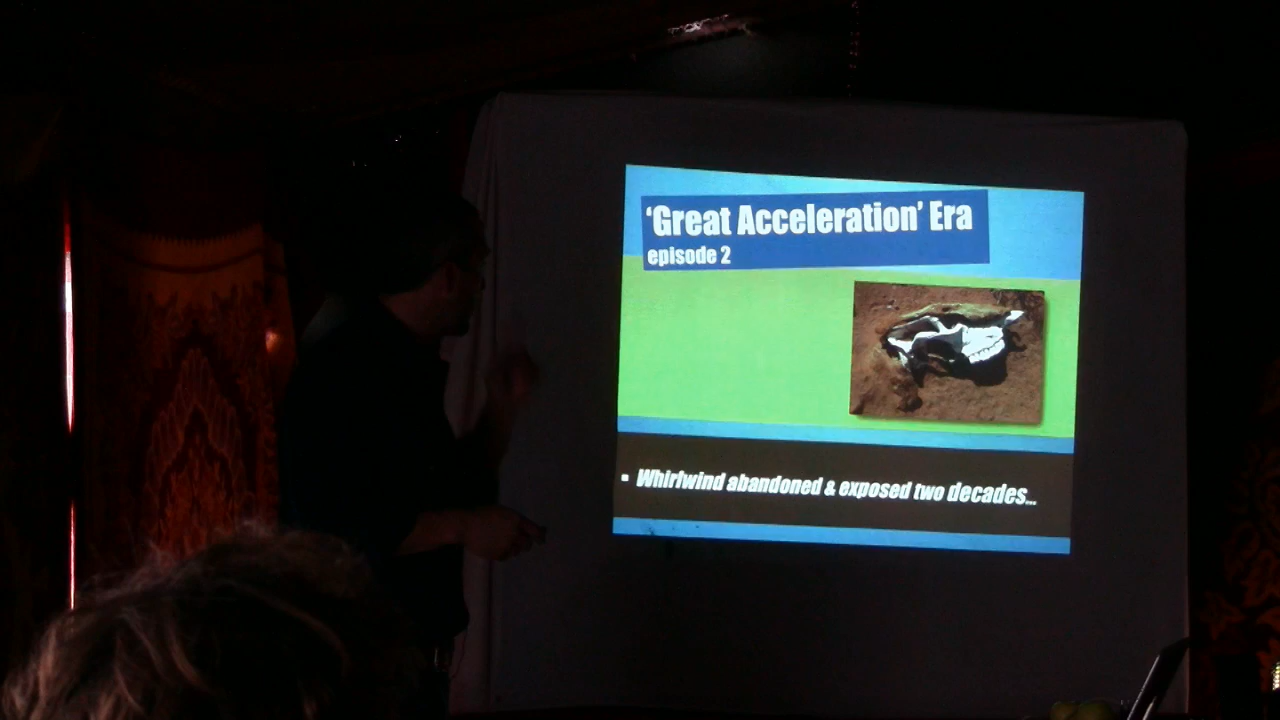 ‘Great Acceleration’ Era
episode 2
▪ Whirlwind abandoned & exposed two decades...